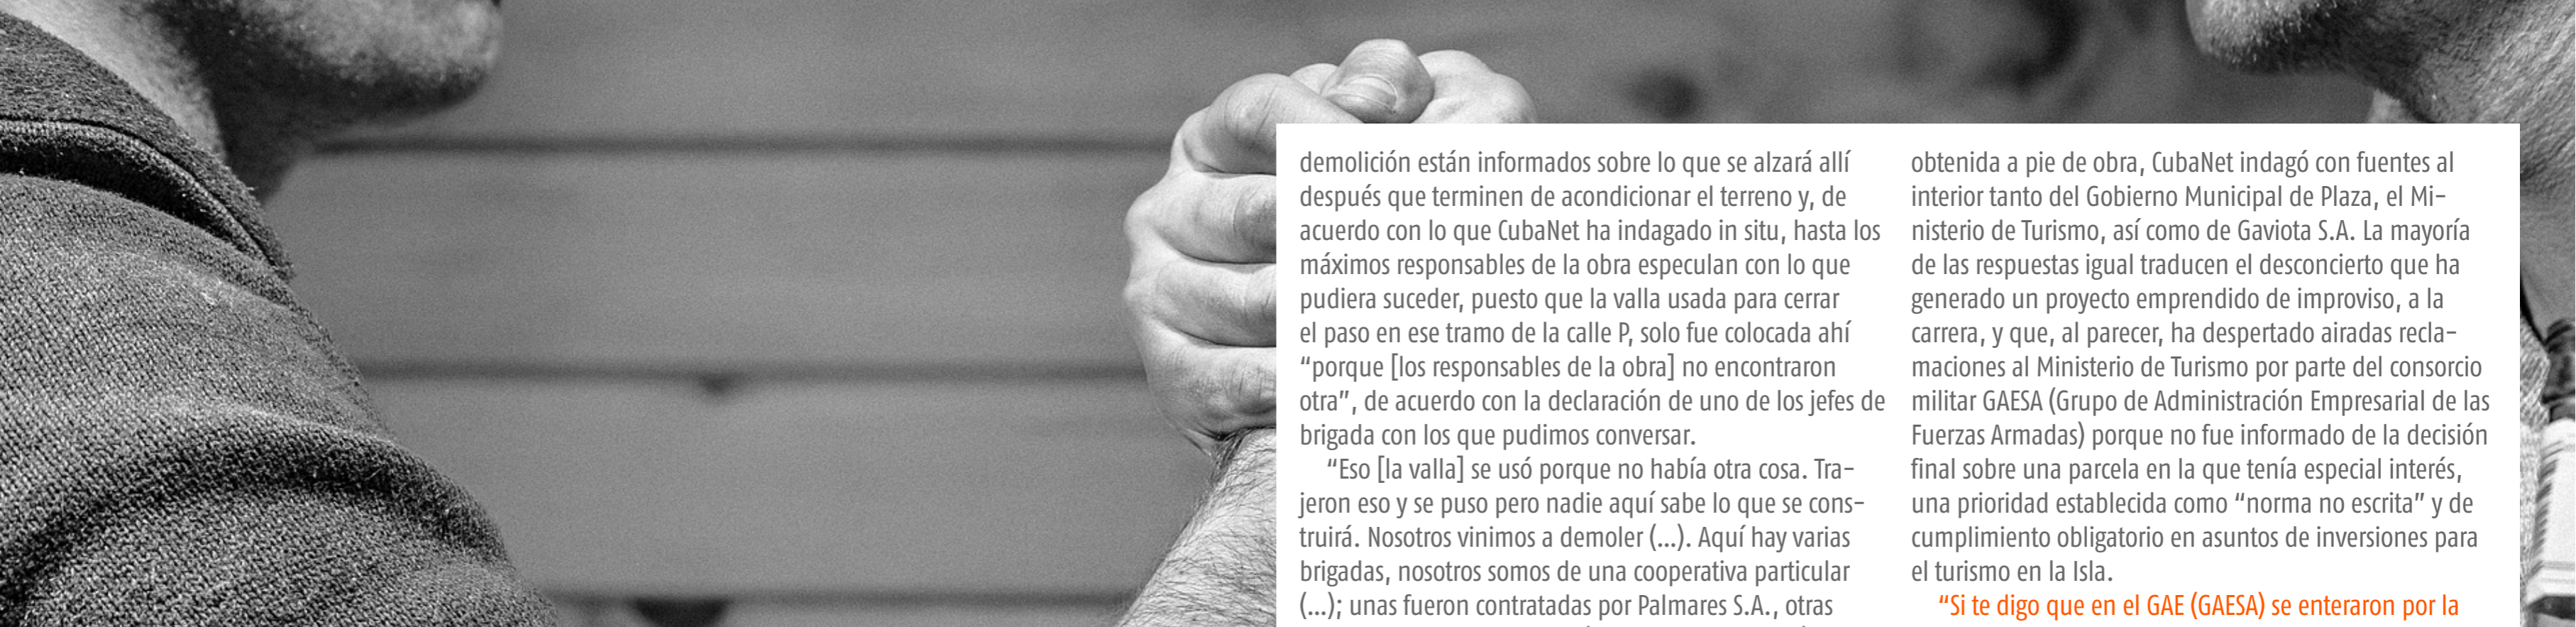 demolición están informados sobre lo que se alzará allí
después que terminen de acondicionar el terreno y, de
acuerdo con lo que CubaNet ha indagado in situ, hasta los
máximos responsables de la obra especulan con lo que
pudiera suceder, puesto que la valla usada para cerrar
el paso en ese tramo de la calle P, solo fue colocada ahí
“porque [los responsables de la obra] no encontraron
otra”, de acuerdo con la declaración de uno de los jefes de
brigada con los que pudimos conversar.
“Eso [la valla] se usó porque no había otra cosa. Tra-
jeron eso y se puso pero nadie aquí sabe lo que se cons-
truirá. Nosotros vinimos a demoler (...). Aquí hay varias
brigadas, nosotros somos de una cooperativa particular
(...); unas fueron contratadas por Palmares S.A., otras
obtenida a pie de obra, CubaNet indagó con fuentes al
interior tanto del Gobierno Municipal de Plaza, el Mi-
nisterio de Turismo, así como de Gaviota S.A. La mayoría
de las respuestas igual traducen el desconcierto que ha
generado un proyecto emprendido de improviso, a la
carrera, y que, al parecer, ha despertado airadas recla-
maciones al Ministerio de Turismo por parte del consorcio
militar GAESA (Grupo de Administración Empresarial de las
Fuerzas Armadas) porque no fue informado de la decisión
final sobre una parcela en la que tenía especial interés,
una prioridad establecida como “norma no escrita” y de
cumplimiento obligatorio en asuntos de inversiones para
el turismo en la Isla.
“Si te digo que en el GAE (GAESA) se enteraron por la